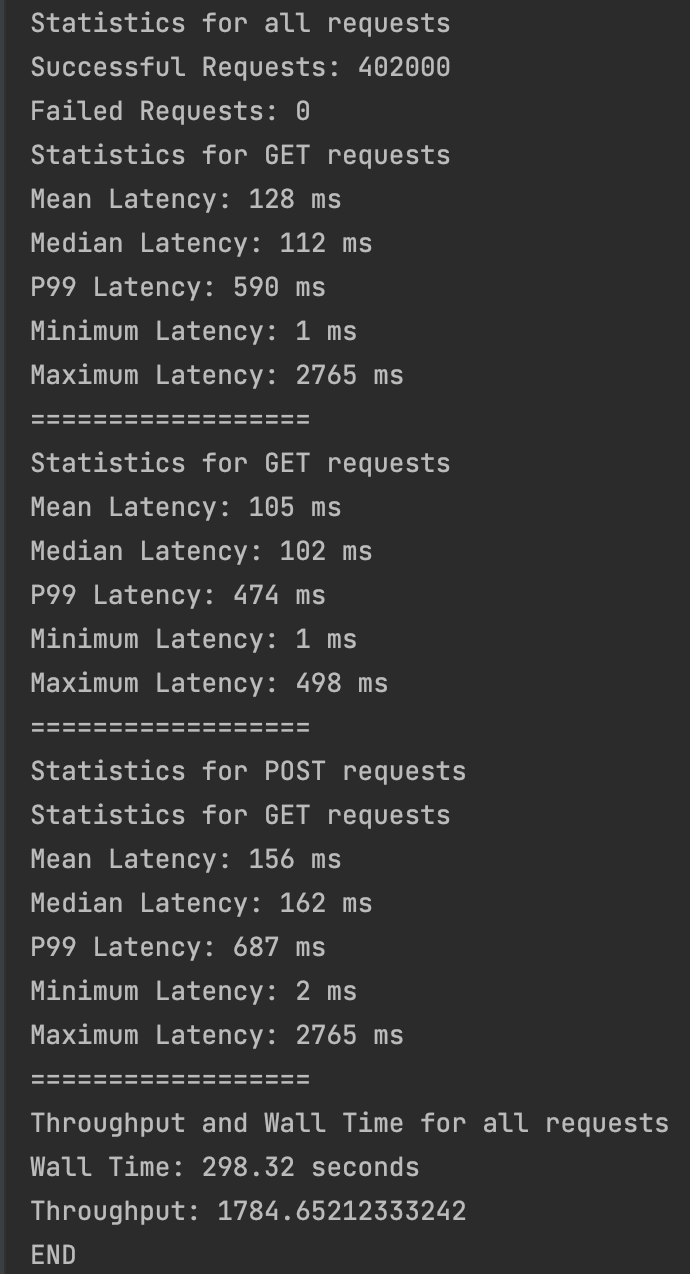 Statistics for all requests
Successful Requests: 402000
Failed Requests: 0
Statistics for GET requests
Mean Latency: 128 ms
Median Latency: 112 ms
P99 Latency: 590 ms
Minimum Latency: 1 ms
Maximum Latency: 2765 ms
==================
Statistics for GET requests
Mean Latency: 105 ms
Median Latency: 102 ms
P99 Latency: 474 ms
Minimum Latency: 1 ms
Maximum Latency: 498 ms
==================
Statistics for POST requests
Statistics for GET requests
Mean Latency: 156 ms
Median Latency: 162 ms
P99 Latency: 687 ms
Minimum Latency: 2 ms
Maximum Latency: 2765 ms
==================
Throughput and Wall Time for all requests
Wall Time: 298.32 seconds
Throughput: 1784.65212333242
END